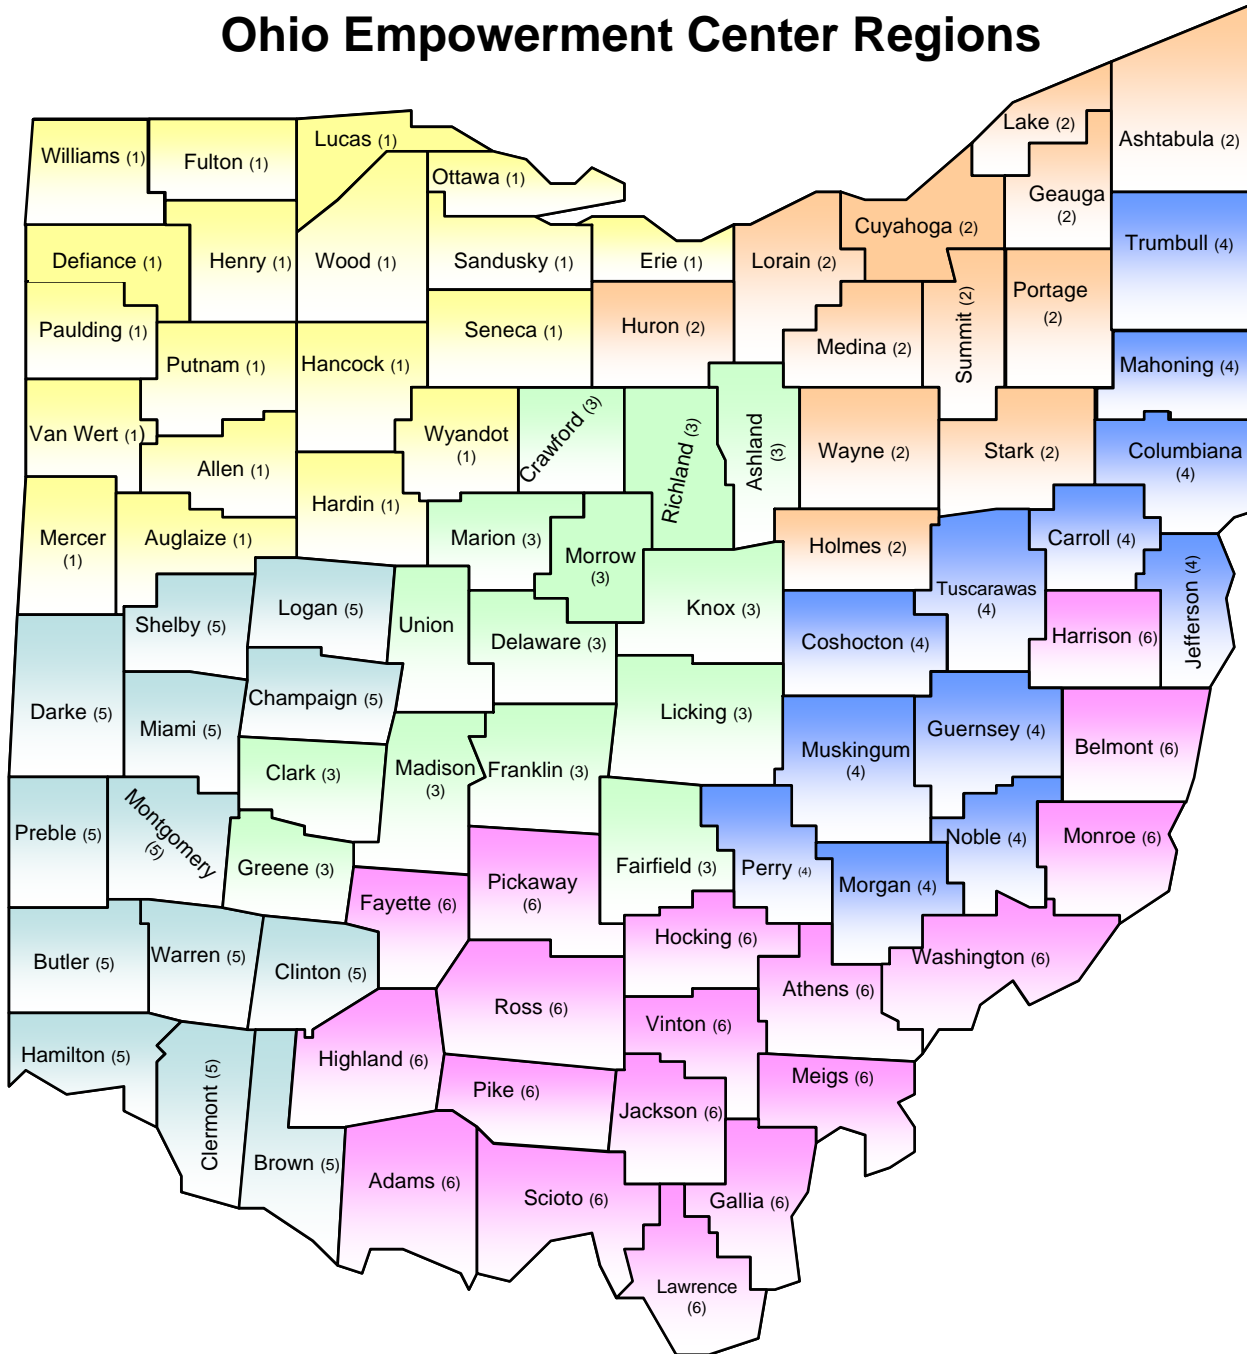 Ohio Empowerment Center Regions
Williams (1)
Fulton (1)
Lucas (1)
Ottawa (1)
Lake (2)
Ashtabula (2)
Geauga
(2)
Cuyahoga (2)
Trumbull (4)
Defiance (1)
Henry (1)
Wood (1)
Sandusky (1)
Erie (1)
Lorain (2)
Portage
(2)
Summit (2)
Paulding (1)
Putnam (1)
Hancock (1)
Seneca (1)
Huron (2)
Medina (2)
Mahoning (4)
Van Wert (1)
Allen (1)
Wyandot
(1)
Crawford (3)
Richland (3)
Ashland
(3)
Wayne (2)
Stark (2)
Columbiana
(4)
Mercer
(1)
Auglaize (1)
Hardin (1)
Marion (3)
Morrow
(3)
Holmes (2)
Carroll (4)
Tuscarawas
(4)
Jefferson (4)
Shelby (5)
Logan (5)
Union
Delaware (3)
Knox (3)
Coshocton (4)
Harrison (6)
Darke (5)
Miami (5)
Champaign (5)
Licking (3)
Muskingum
(4)
Guernsey (4)
Belmont (6)
Clark (3)
Madison
(3)
Franklin (3)
Preble (5)
Montgomery
(5)
Greene (3)
Fairfield (3)
Perry (4)
Morgan (4)
Noble (4)
Monroe (6)
Fayette (6)
Pickaway
(6)
Hocking (6)
Washington (6)
Butler (5)
Warren (5)
Clinton (5)
Ross (6)
Athens (6)
Hamilton (5)
Clermont (5)
Highland (6)
Vinton (6)
Pike (6)
Jackson (6)
Meigs (6)
Brown (5)
Adams (6)
Scioto (6)
Gallia (6)
Lawrence
(6)